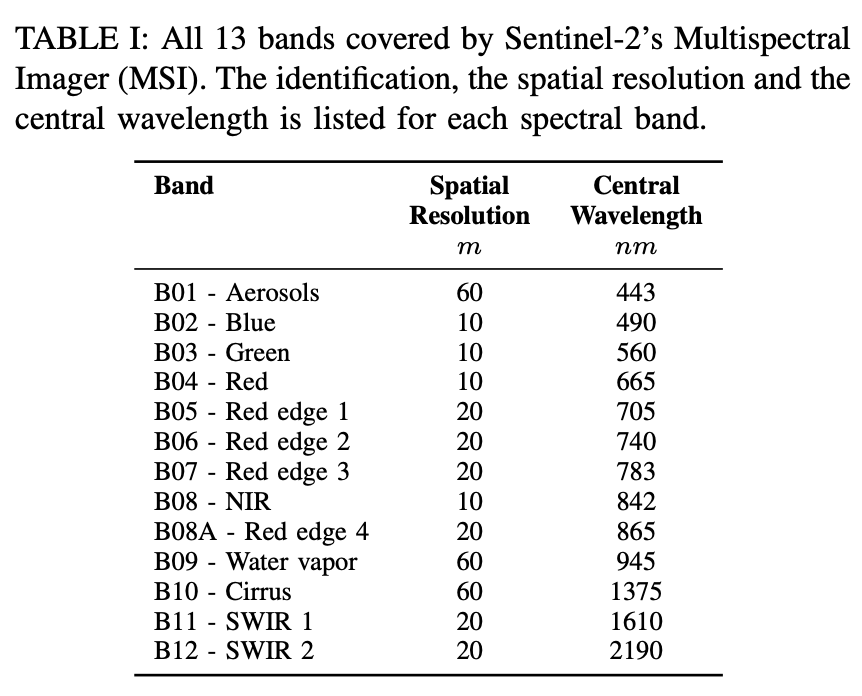 TABLE I: All 13 bands covered by Sentinel-2's Multispectral
Imager (MSI). The identification, the spatial resolution and the
central wavelength is listed for each spectral band.
Band Spatial Central
Resolution Wavelength
m nm
B01 - Aerosols 60 443
B02 - Blue 10 490
B03 - Green 10 560
B04 - Red 10 665
B05 - Red edge 1 20 705
B06 - Red edge 2 20 740
B07 - Red edge 3 20 783
B08 - NIR 10 842
B08A - Red edge 4 20 865
B09 - Water vapor 60 945
B10 - Cirrus 60 1375
B11 - SWIR 1 20 1610
B12 - SWIR 2 20 2190